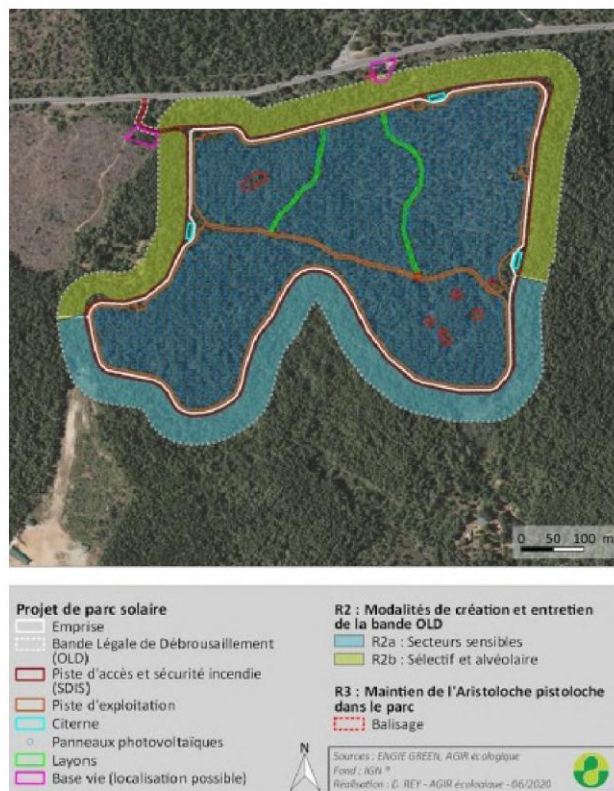 0 50 100 m
Projet de parc solaire
Emprise
Bande Légale de Débrousaillement
(OLD)
Piste d'accès et sécurité incendie
(SDIS)
Piste d'exploitation
Citerne
Panneaux photovoltaïques
Layons
Base vie (localisation possible)
R2 : Modalités de création et entretien
de la bande OLD
R2a : Secteurs sensibles
R2b : Sélectif et alvéolaire
R3 : Maintien de l'Aristoloche pistoloche
dans le parc
Balisage
N
Sources : ENGIE GREEN, AGIR écologique
Fond : IGN ®
Réalisation : D. REY - AGIR écologique - 06/2020